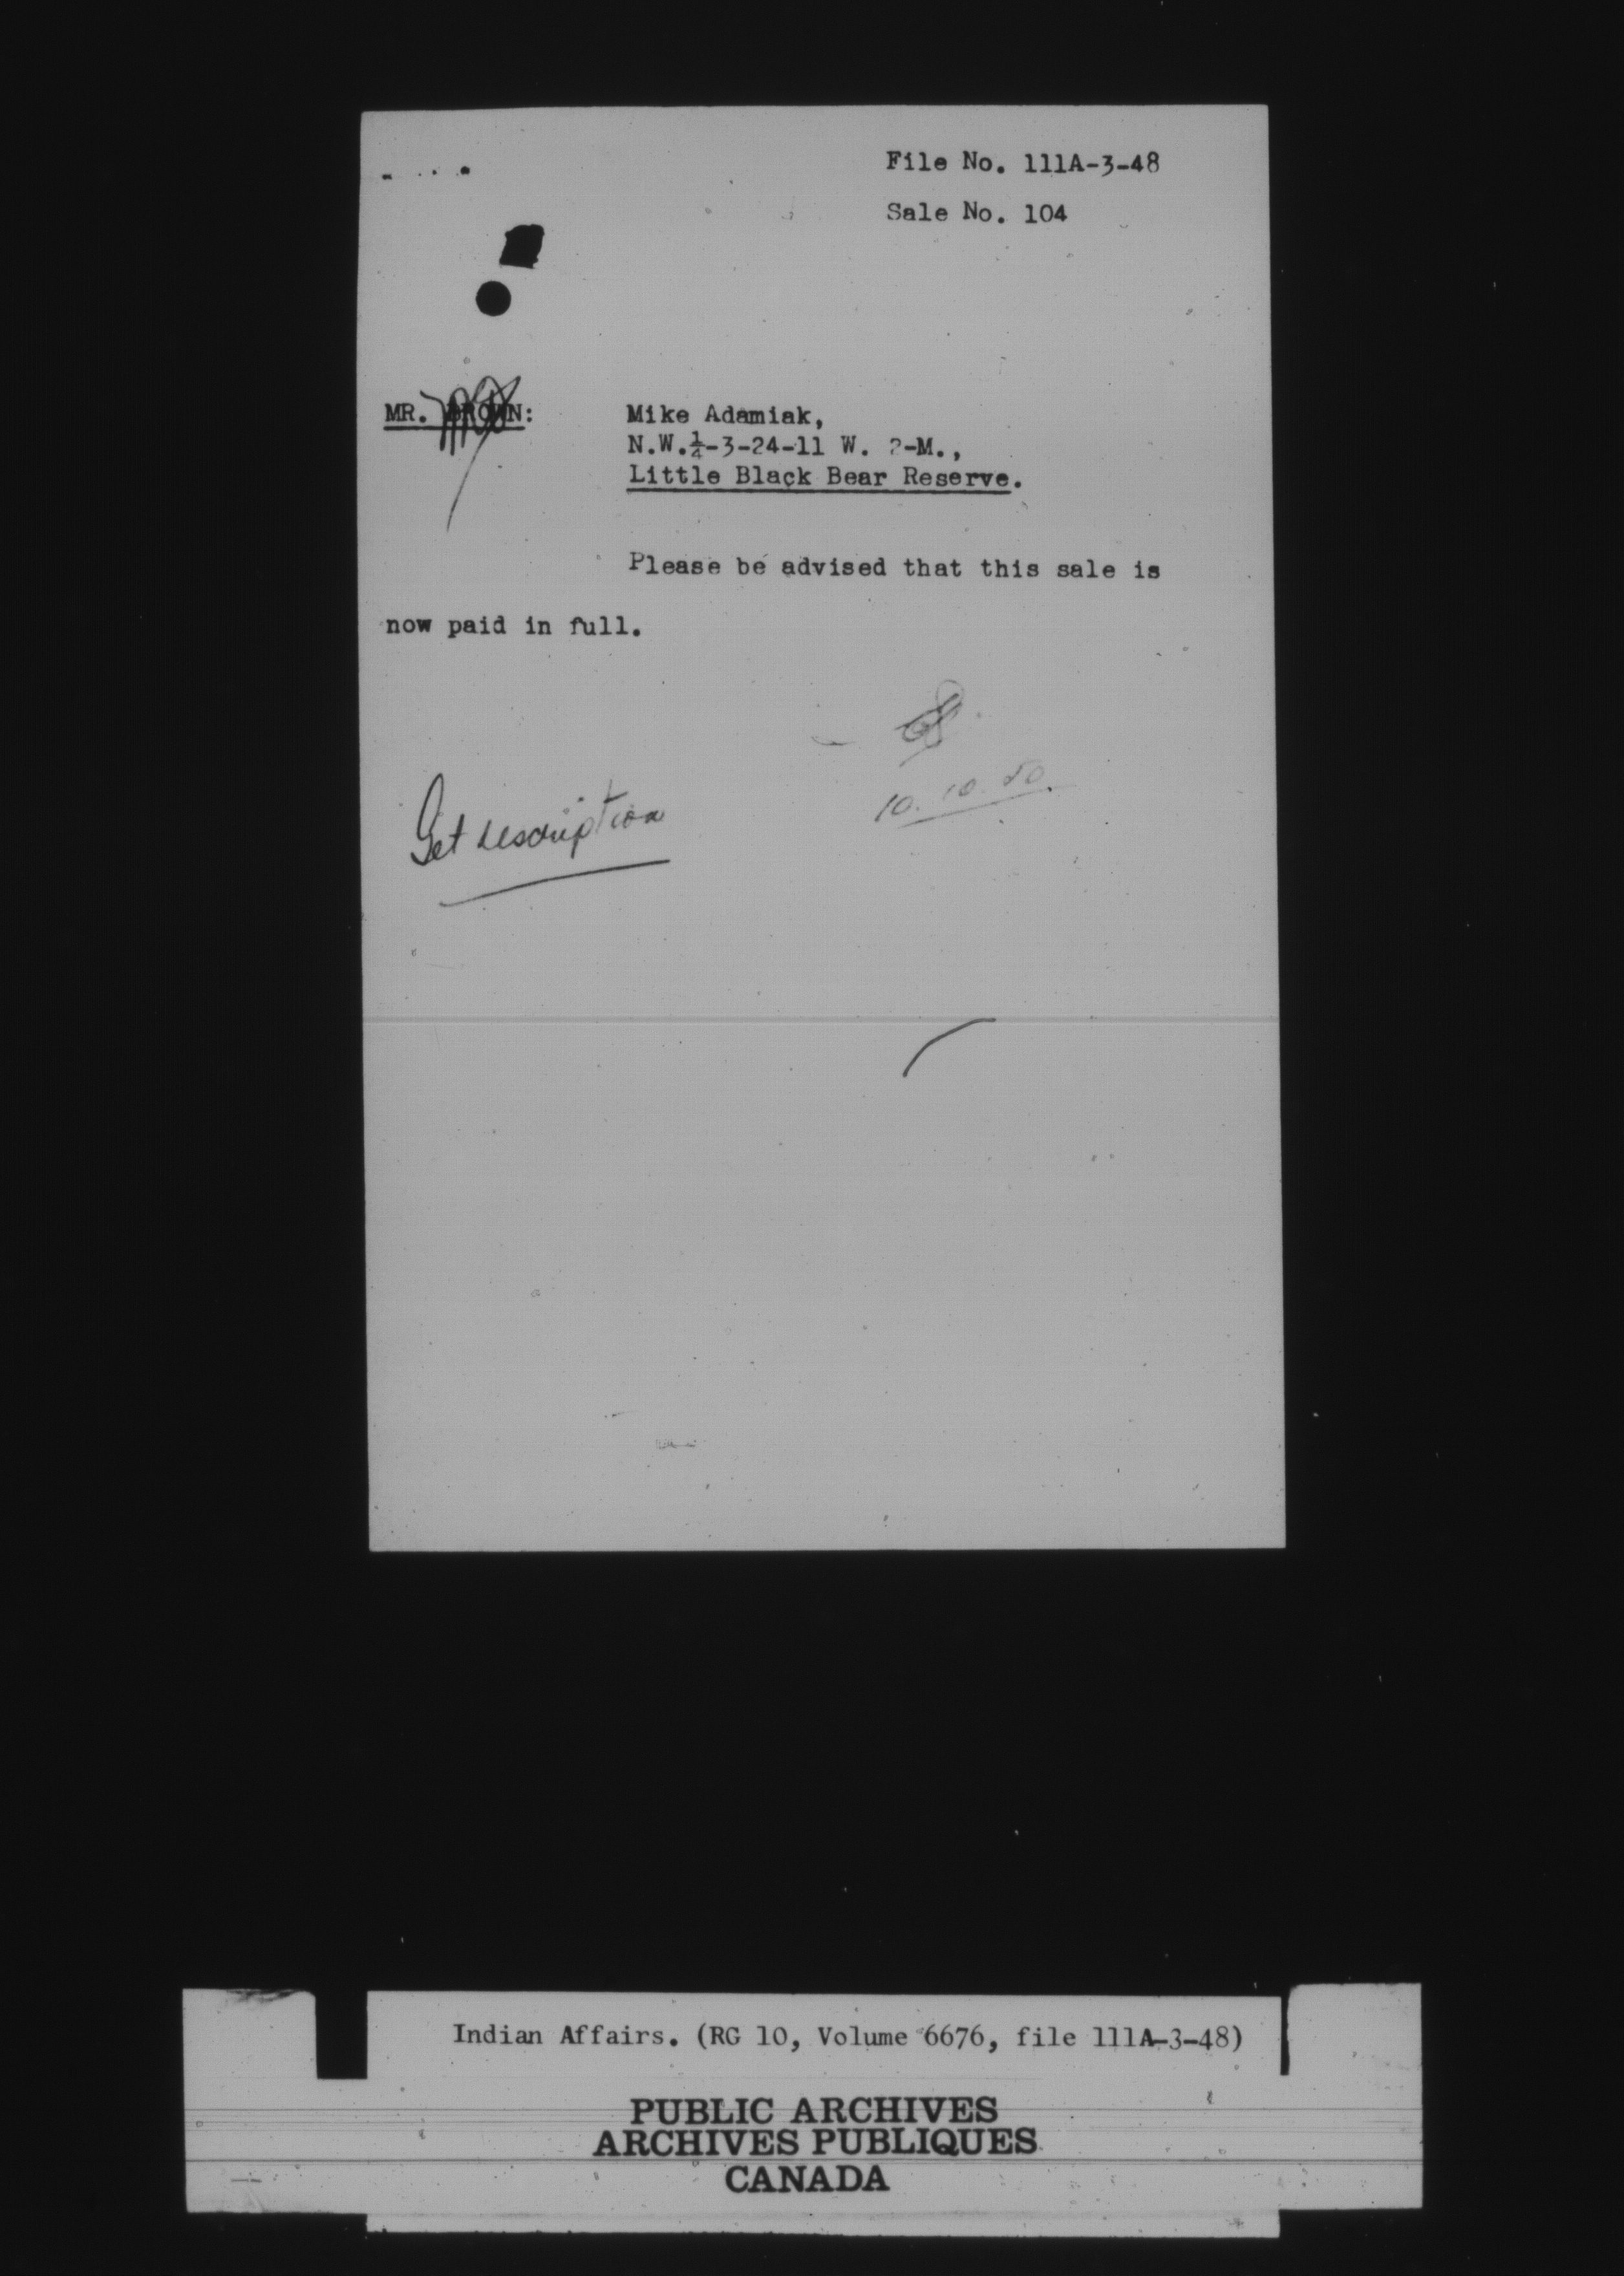 File No. 111A-3-48
Sale No. 104
MR. BROWN:
Mike Adamiak,
N.W.¼-3-24-11 W. 2-M.,
Little Black Bear Reserve.
Please be advised that this sale is
now paid in full.
10.10.50.
Get description
Indian Affairs. (RG 10, Volume 6676, file 111A-3-48)
PUBLIC ARCHIVES
ARCHIVES PUBLIQUES
CANADA